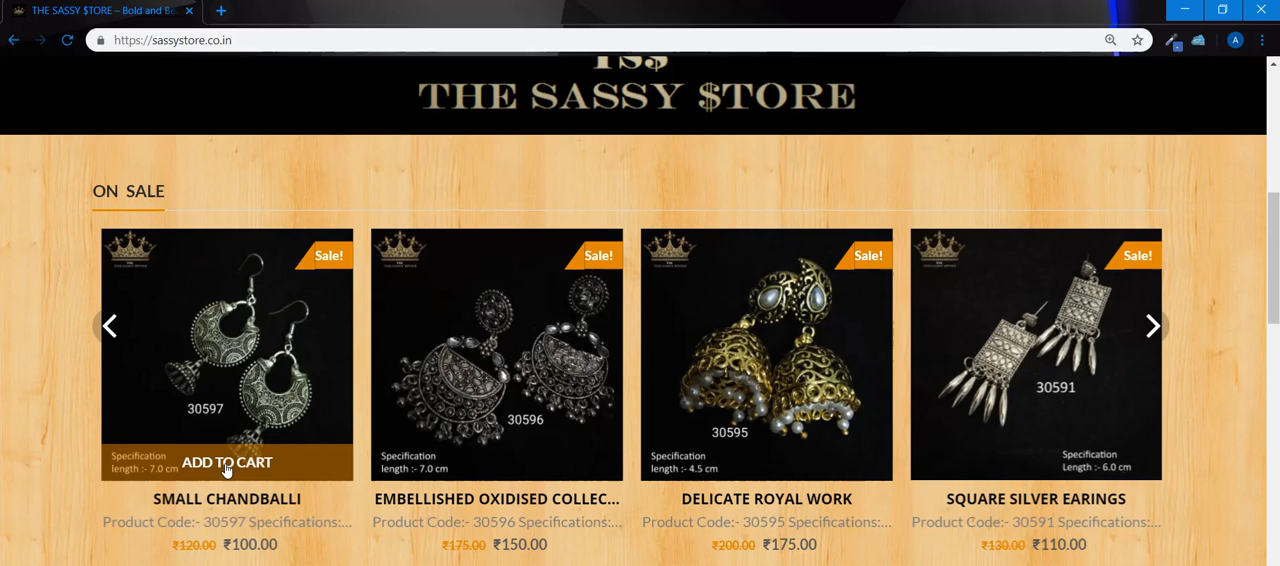 THE SASSY $TORE – Bold and Be
https://sassystore.co.in
A
TS$
THE SASSY $TORE
ON SALE
Sale!
Sale!
Sale!
Sale!
30597
30596
30595
30591
Specification
length :- 7.0 cm
ADD TO CART
Specification
length :- 7.0 cm
Specification
length :- 4.5 cm
Specification
Length :- 6.0 cm
SMALL CHANDBALLI
EMBELLISHED OXIDISED COLLEC...
DELICATE ROYAL WORK
SQUARE SILVER EARINGS
Product Code:- 30597 Specifications:...
Product Code:- 30596 Specifications:...
Product Code:- 30595 Specifications:...
Product Code:- 30591 Specifications:...
₹120.00 ₹100.00
₹175.00 ₹150.00
₹200.00 ₹175.00
₹130.00 ₹110.00